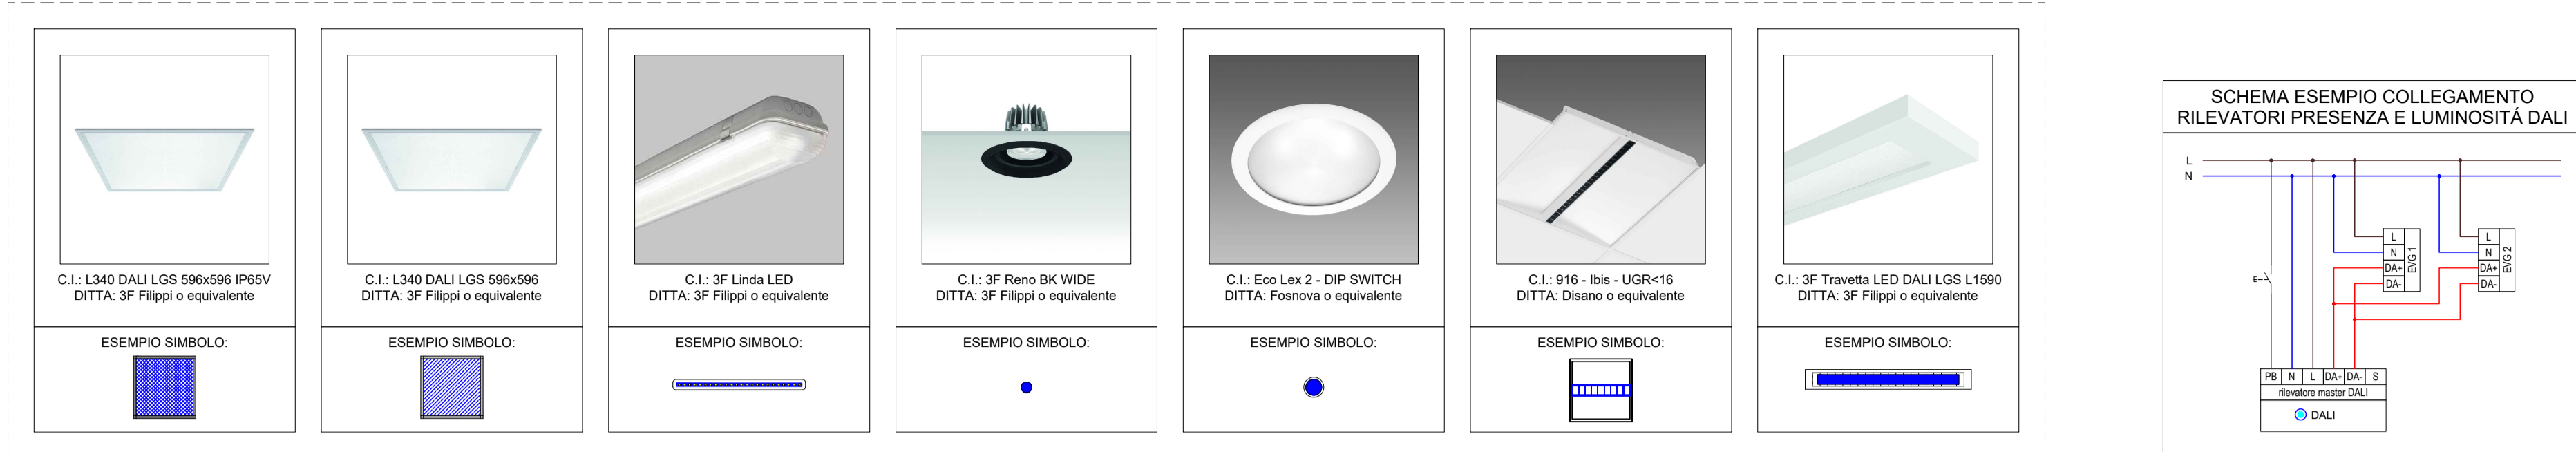 C.I.: L340 DALI LGS 596x596 IP65V
DITTA: 3F Filippi o equivalente
ESEMPIO SIMBOLO:
C.I.: L340 DALI LGS 596x596
DITTA: 3F Filippi o equivalente
ESEMPIO SIMBOLO:
C.I.: 3F Linda LED
DITTA: 3F Filippi o equivalente
ESEMPIO SIMBOLO:
C.I.: 3F Reno BK WIDE
DITTA: 3F Filippi o equivalente
ESEMPIO SIMBOLO:
C.I.: Eco Lex 2 - DIP SWITCH
DITTA: Fosnova o equivalente
ESEMPIO SIMBOLO:
C.I.: 916 - Ibis - UGR<16
DITTA: Disano o equivalente
ESEMPIO SIMBOLO:
C.I.: 3F Travetta LED DALI LGS L1590
DITTA: 3F Filippi o equivalente
ESEMPIO SIMBOLO:
SCHEMA ESEMPIO COLLEGAMENTO
RILEVATORI PRESENZA E LUMINOSITÁ DALI
L
N
L
N
DA+
DA-
EVG 1
L
N
DA+
DA-
EVG 2
PB N L DA+ DA- S
rilevatore master DALI
DALI